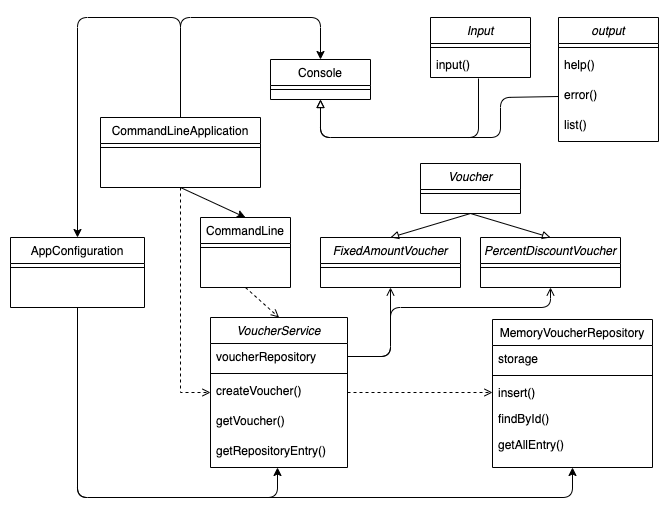 Input
input()
output
help()
error()
list()
Console
CommandLineApplication
Voucher
CommandLine
AppConfiguration
FixedAmountVoucher
PercentDiscountVoucher
VoucherService
voucherRepository
createVoucher()
getVoucher()
getRepositoryEntry()
MemoryVoucherRepository
storage
insert()
findById()
getAllEntry()